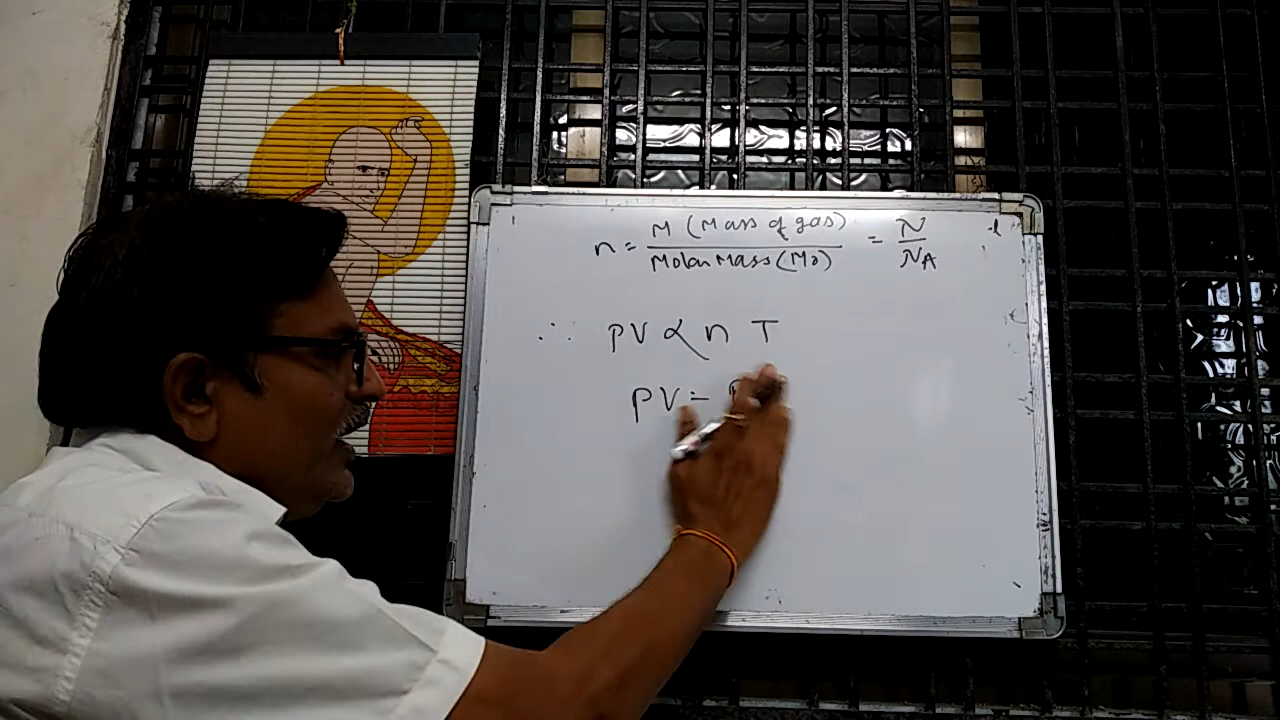 n = M (Mass of gas) / Molar Mass (Mo) = N / NA
∴ PV ∝ n T
PV =